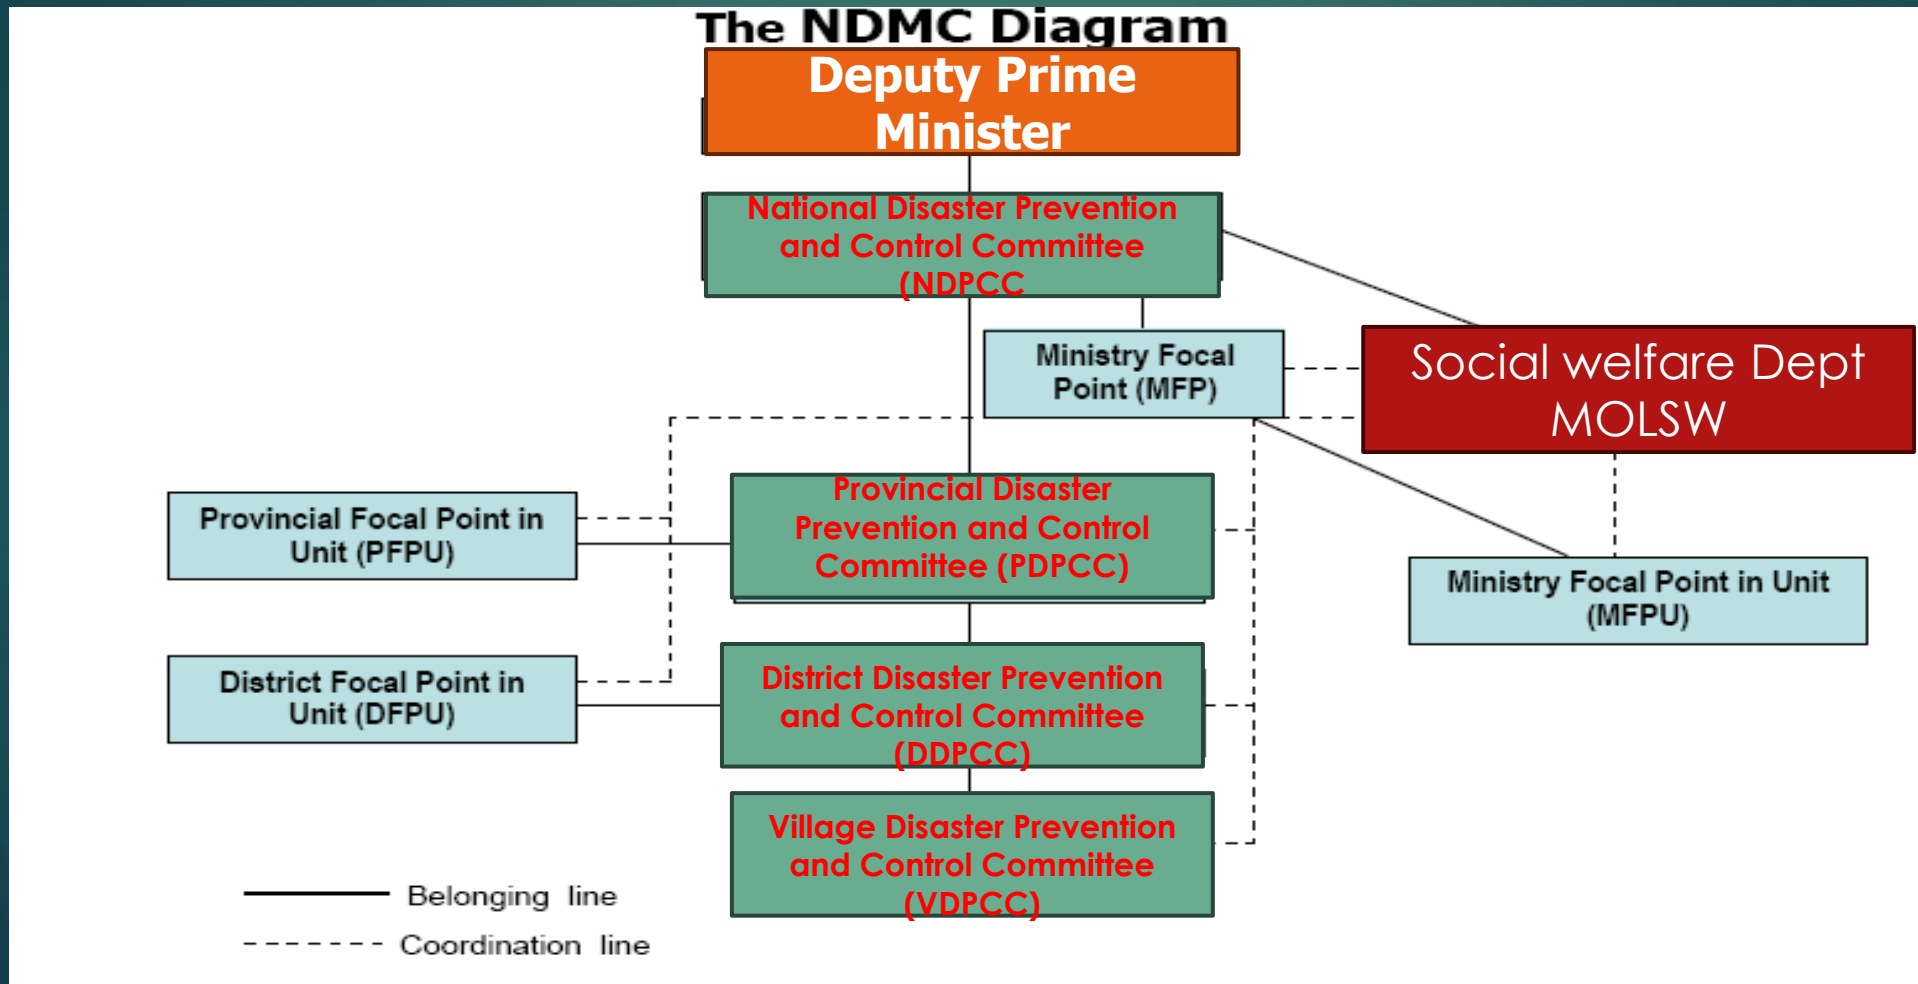 The NDMC Diagram
Deputy Prime
Minister
National Disaster Prevention
and Control Committee
(NDPCC
Ministry Focal
Point (MFP)
Social welfare Dept
MOLSW
Provincial Focal Point in
Unit (PFPU)
Provincial Disaster
Prevention and Control
Committee (PDPCC)
Ministry Focal Point in Unit
(MFPU)
District Focal Point in
Unit (DFPU)
District Disaster Prevention
and Control Committee
(DDPCC)
Village Disaster Prevention
and Control Committee
(VDPCC)
Belonging line
Coordination line